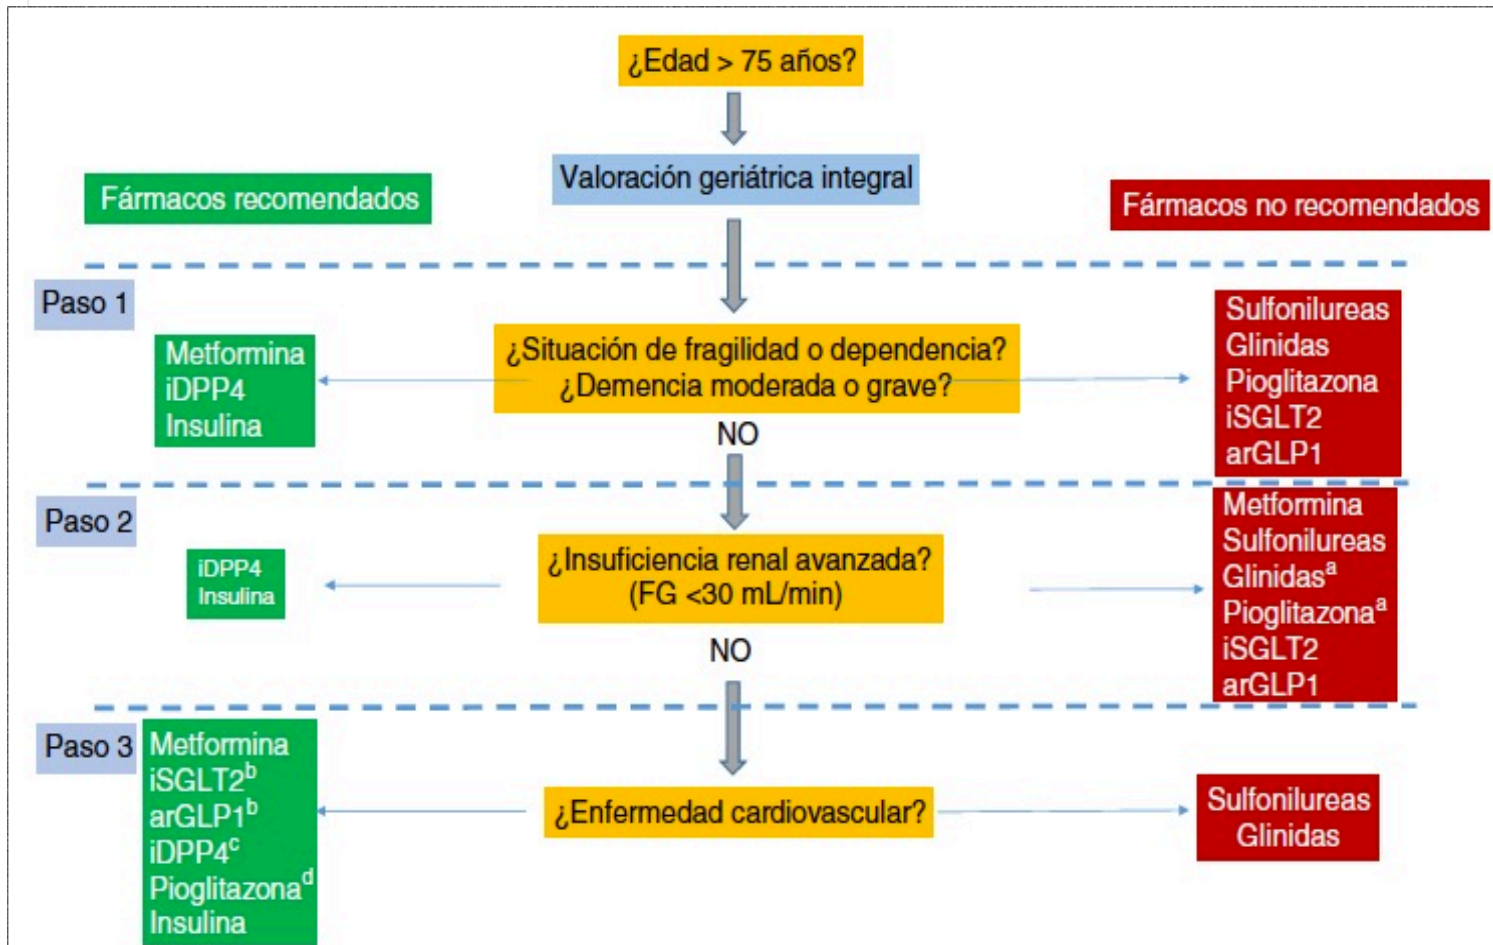 ¿Edad > 75 años?
Valoración geriátrica integral
Fármacos recomendados
Fármacos no recomendados
Paso 1
Metformina
iDPP4
Insulina
¿Situación de fragilidad o dependencia?
¿Demencia moderada o grave?
NO
Sulfonilureas
Glinidas
Pioglitazona
iSGLT2
arGLP1
Paso 2
iDPP4
Insulina
¿Insuficiencia renal avanzada?
(FG <30 mL/min)
NO
Metformina
Sulfonilureas
Glinidasᵃ
Pioglitazonaᵃ
iSGLT2
arGLP1
Paso 3
Metformina
iSGLT2ᵇ
arGLP1ᵇ
iDPP4ᶜ
Pioglitazonaᵈ
Insulina
¿Enfermedad cardiovascular?
Sulfonilureas
Glinidas